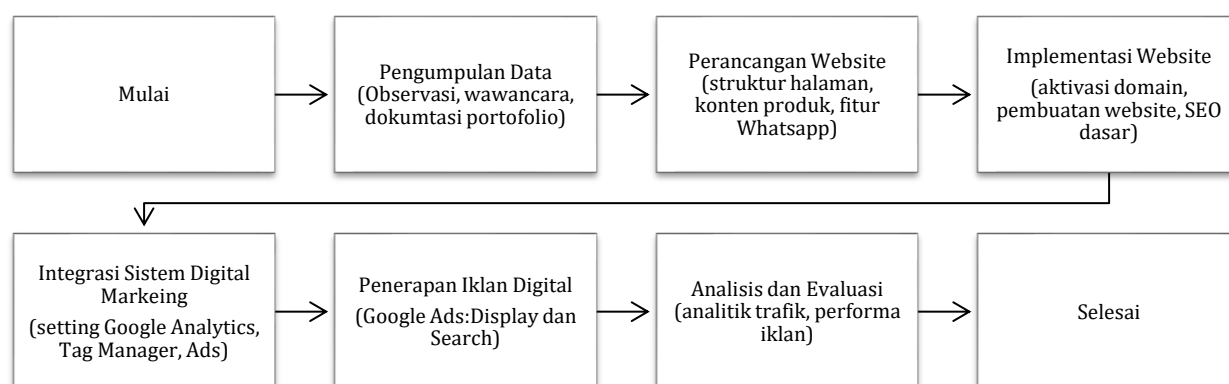 Mulai
Pengumpulan Data
(Observasi, wawancara,
dokumtasi portofolio)
Perancangan Website
(struktur halaman,
konten produk, fitur
Whatsapp)
Implementasi Website
(aktivasi domain,
pembuatan website, SEO
dasar)
Integrasi Sistem Digital
Markeing
(setting Google Analytics,
Tag Manager, Ads)
Penerapan Iklan Digital
(Google Ads:Display dan
Search)
Analisis dan Evaluasi
(analitik trafik, performa
iklan)
Selesai